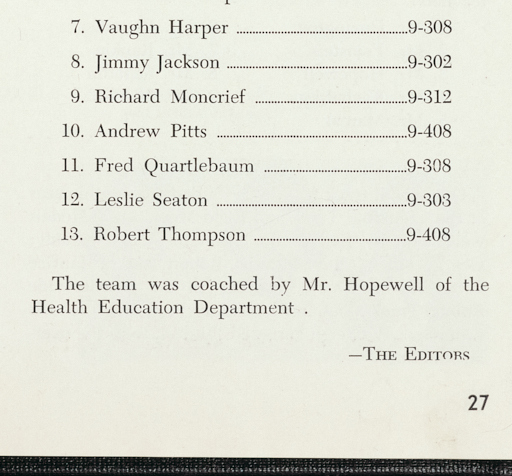 7. Vaughn Harper ..............................................9-308
8. Jimmy Jackson ................................................9-302
9. Richard Moncrief .........................................9-312
10. Andrew Pitts ...................................................9-408
11. Fred Quartlebaum .......................................9-308
12. Leslie Seaton ...................................................9-303
13. Robert Thompson .........................................9-408
The team was coached by Mr. Hopewell of the
Health Education Department .
—The Editors
27